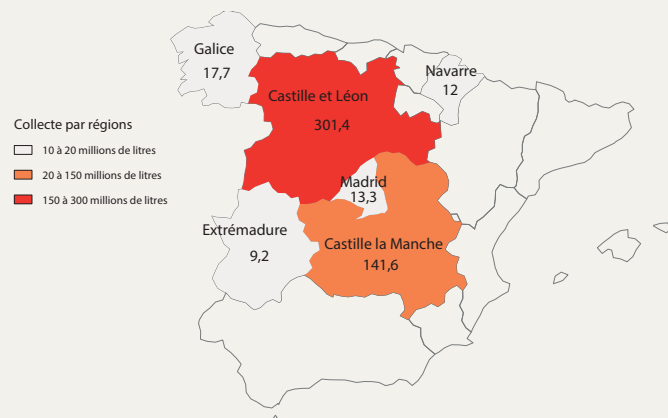 Galice
17,7
Navarre
12
Castille et Léon
301,4
Collecte par régions
10 à 20 millions de litres
20 à 150 millions de litres
150 à 300 millions de litres
Madrid
13,3
Extrémadure
9,2
Castille la Manche
141,6